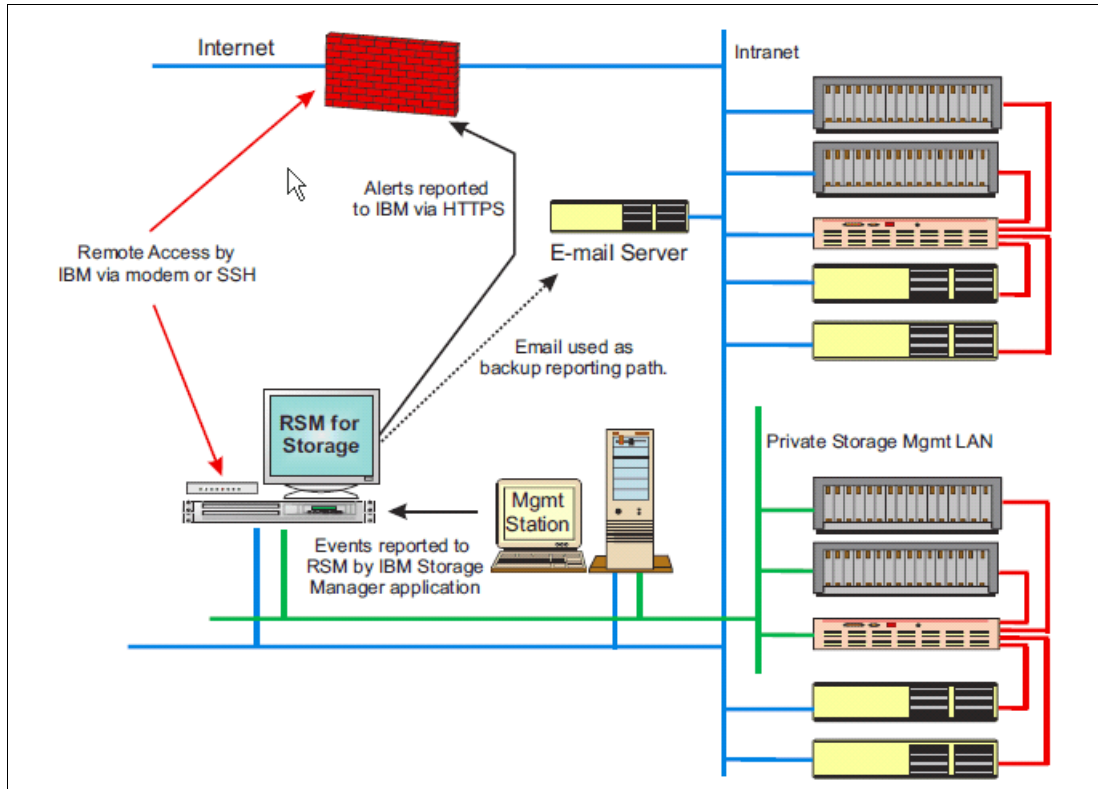 Internet
Intranet
Alerts reported
to IBM via HTTPS
E-mail Server
Remote Access by
IBM via modem or SSH
Email used as
backup reporting path.
RSM for
Storage
Private Storage Mgmt LAN
Mgmt
Station
Events reported to
RSM by IBM Storage
Manager application